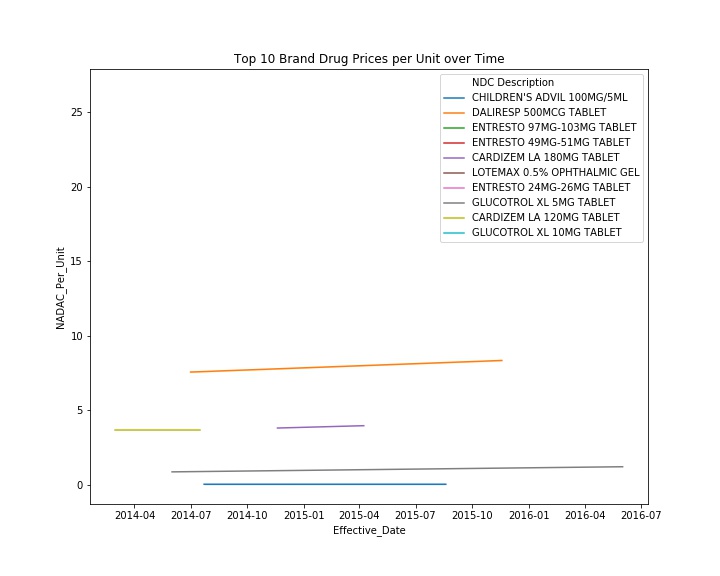 Top 10 Brand Drug Prices per Unit over Time
NDC Description
CHILDREN'S ADVIL 100MG/5ML
DALIRESP 500MCG TABLET
ENTRESTO 97MG-103MG TABLET
ENTRESTO 49MG-51MG TABLET
CARDIZEM LA 180MG TABLET
LOTEMAX 0.5% OPHTHALMIC GEL
ENTRESTO 24MG-26MG TABLET
GLUCOTROL XL 5MG TABLET
CARDIZEM LA 120MG TABLET
GLUCOTROL XL 10MG TABLET
25
20
15
10
5
0
NADAC_Per_Unit
2014-04 2014-07 2014-10 2015-01 2015-04 2015-07 2015-10 2016-01 2016-04 2016-07
Effective_Date